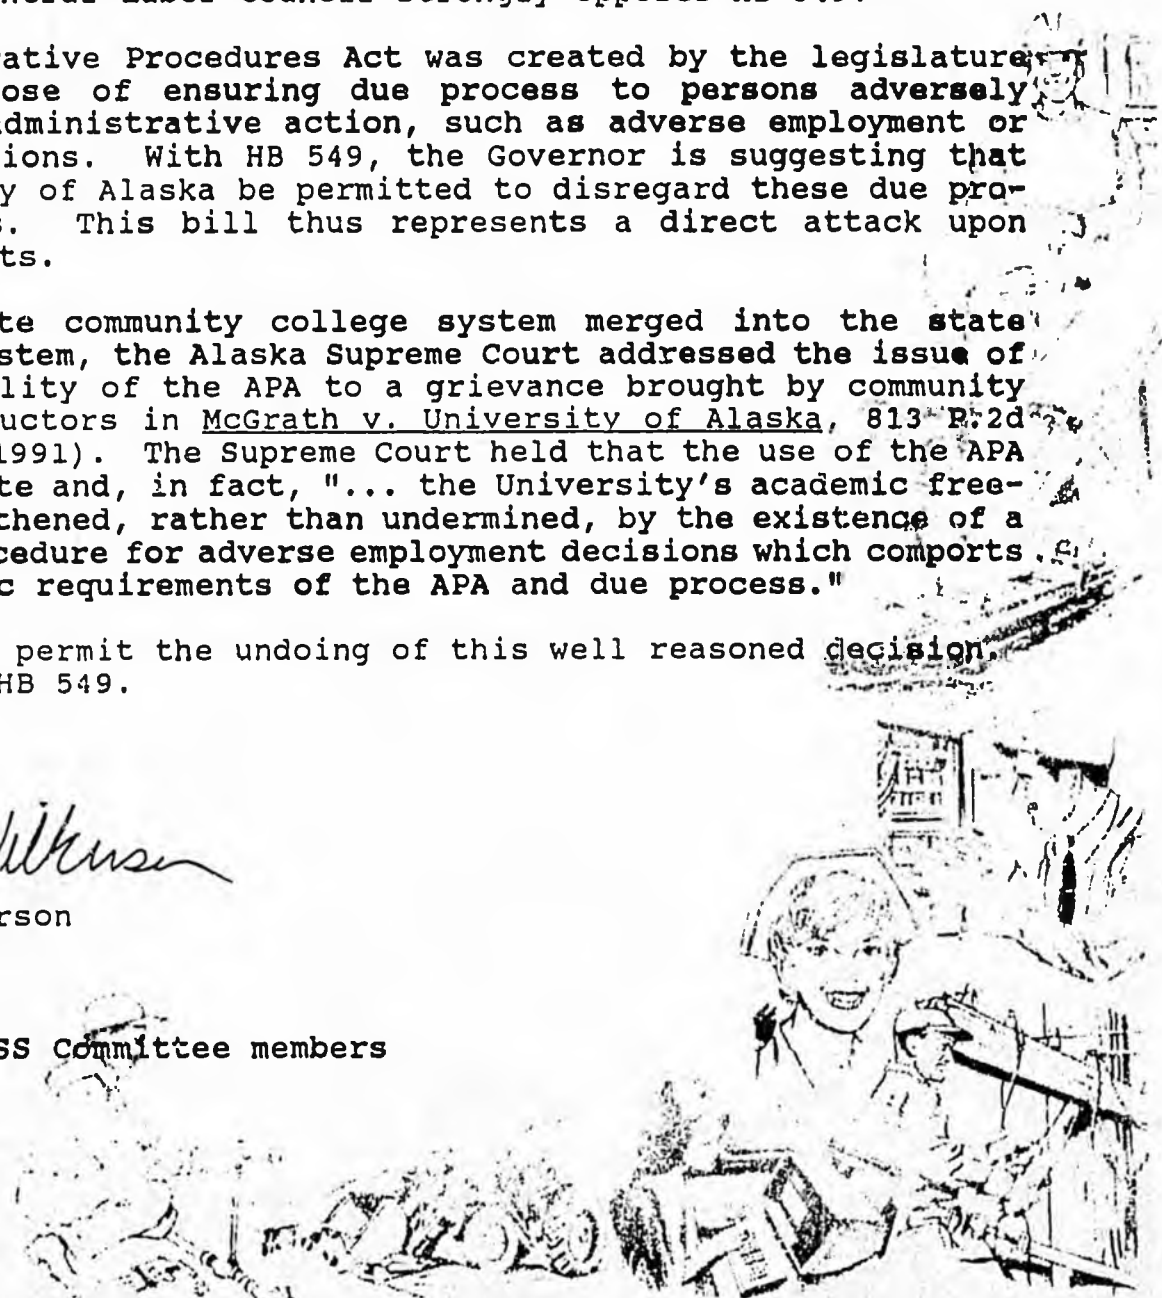 rative Procedures Act was created by the legislature
ose of ensuring due process to persons adversely
dministrative action, such as adverse employment or
ions. With HB 549, the Governor is suggesting that
y of Alaska be permitted to disregard these due pro-
s. This bill thus represents a direct attack upon
ts.
te community college system merged into the state
stem, the Alaska Supreme Court addressed the issue of
lity of the APA to a grievance brought by community
uctors in McGrath v. University of Alaska, 813 P.2d
1991). The Supreme Court held that the use of the APA
te and, in fact, "... the University's academic free-
thened, rather than undermined, by the existence of a
cedure for adverse employment decisions which comports
c requirements of the APA and due process."
permit the undoing of this well reasoned decision.
HB 549.
rson
SS Committee members